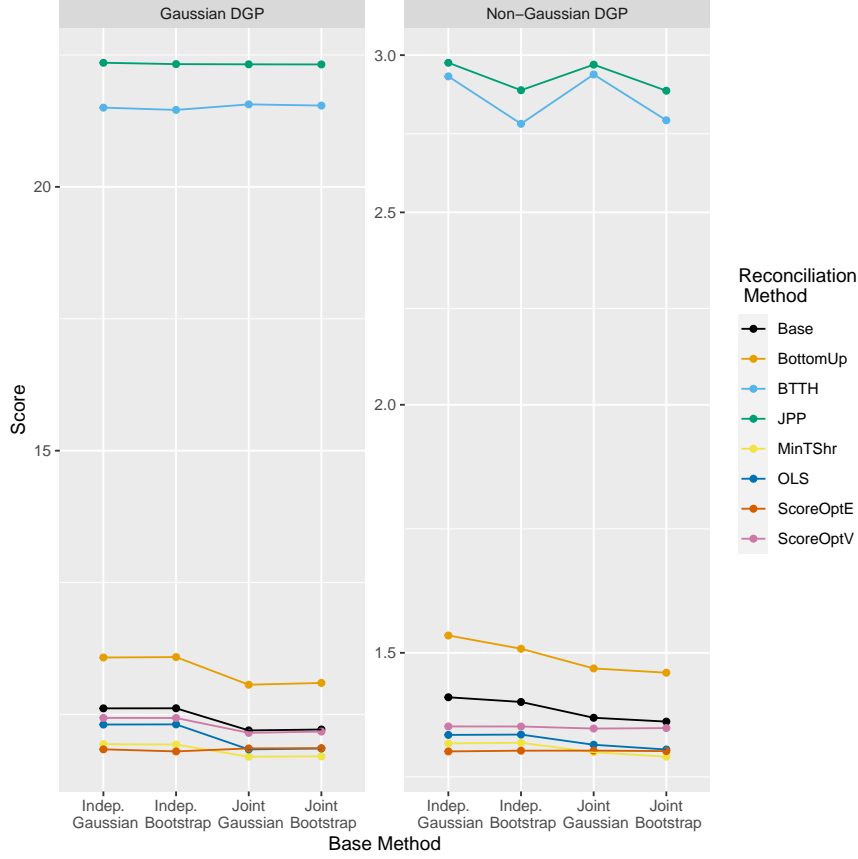 Gaussian DGP
Non−Gaussian DGP
20
15
3.0
2.5
2.0
1.5
Score
Indep.
Gaussian
Indep.
Bootstrap
Joint
Gaussian
Joint
Bootstrap
Indep.
Gaussian
Indep.
Bootstrap
Joint
Gaussian
Joint
Bootstrap
Base Method
Reconciliation
Method
Base
BottomUp
BTTH
JPP
MinTShr
OLS
ScoreOptE
ScoreOptV